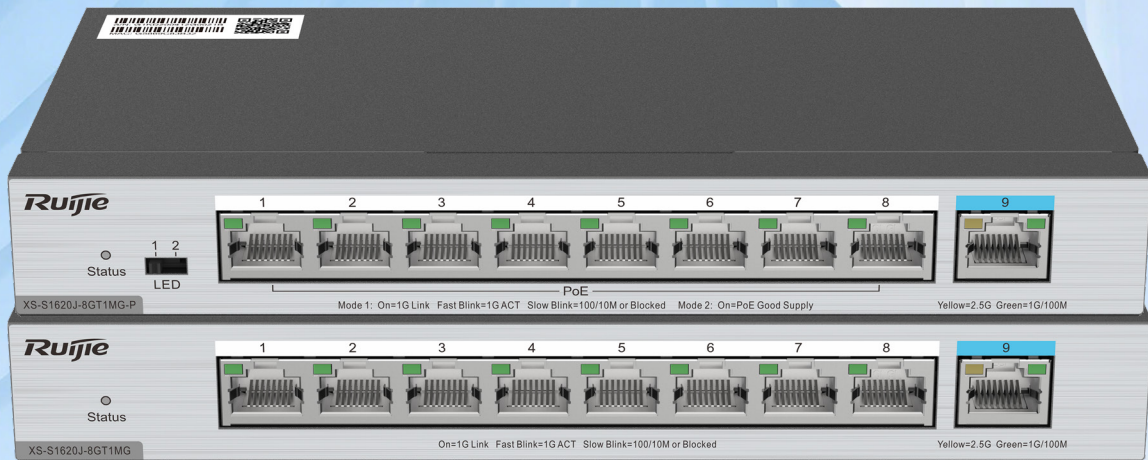 Ruijie
1 2 3 4 5 6 7 8 9
1 2
Status
LED
PoE
XS-S1620J-8GT1MG-P
Mode 1: On=1G Link Fast Blink=1G ACT Slow Blink=100/10M or Blocked Mode 2: On=PoE Good Supply
Yellow=2.5G Green=1G/100M
Ruijie
1 2 3 4 5 6 7 8 9
Status
XS-S1620J-8GT1MG
On=1G Link Fast Blink=1G ACT Slow Blink=100/10M or Blocked
Yellow=2.5G Green=1G/100M